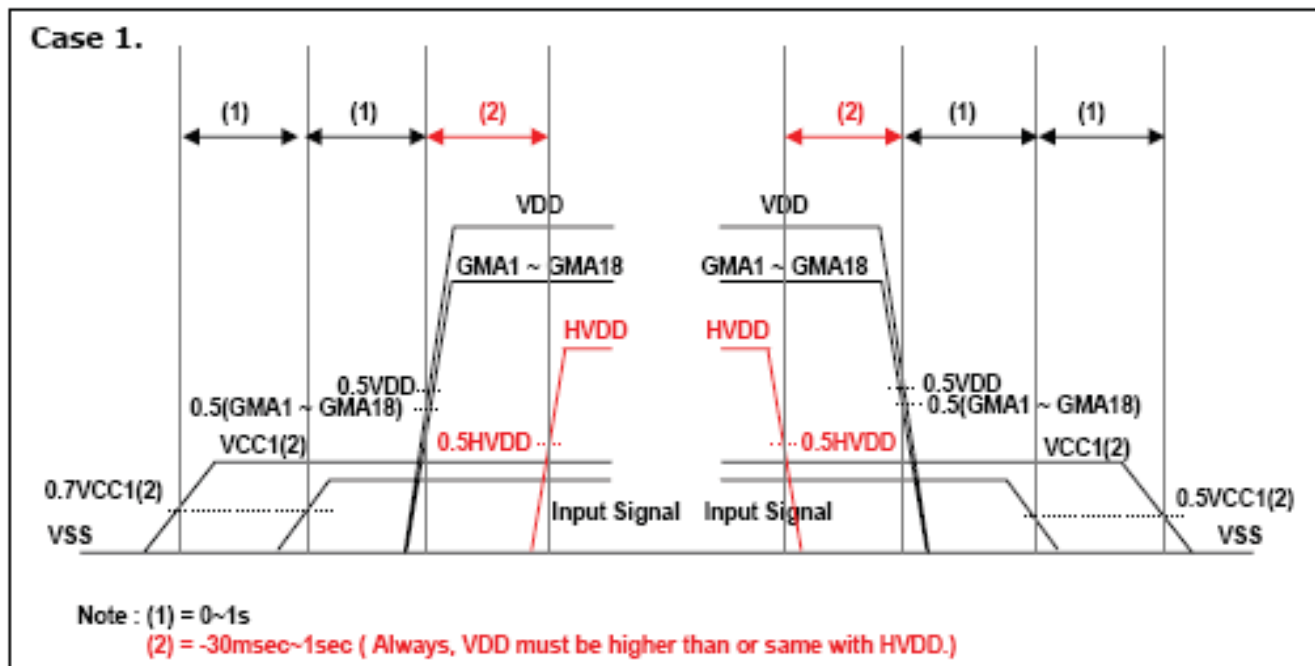 Case 1.
(1) (1) (2) (2) (1) (1)
VDD VDD
GMA1 ~ GMA18 GMA1 ~ GMA18
HVDD HVDD
0.5VDD 0.5VDD
0.5(GMA1 ~ GMA18) 0.5(GMA1 ~ GMA18)
VCC1(2) 0.5HVDD 0.5HVDD VCC1(2)
0.7VCC1(2) 0.5VCC1(2)
Input Signal Input Signal
VSS VSS
Note : (1) = 0~1s
(2) = -30msec~1sec ( Always, VDD must be higher than or same with HVDD.)